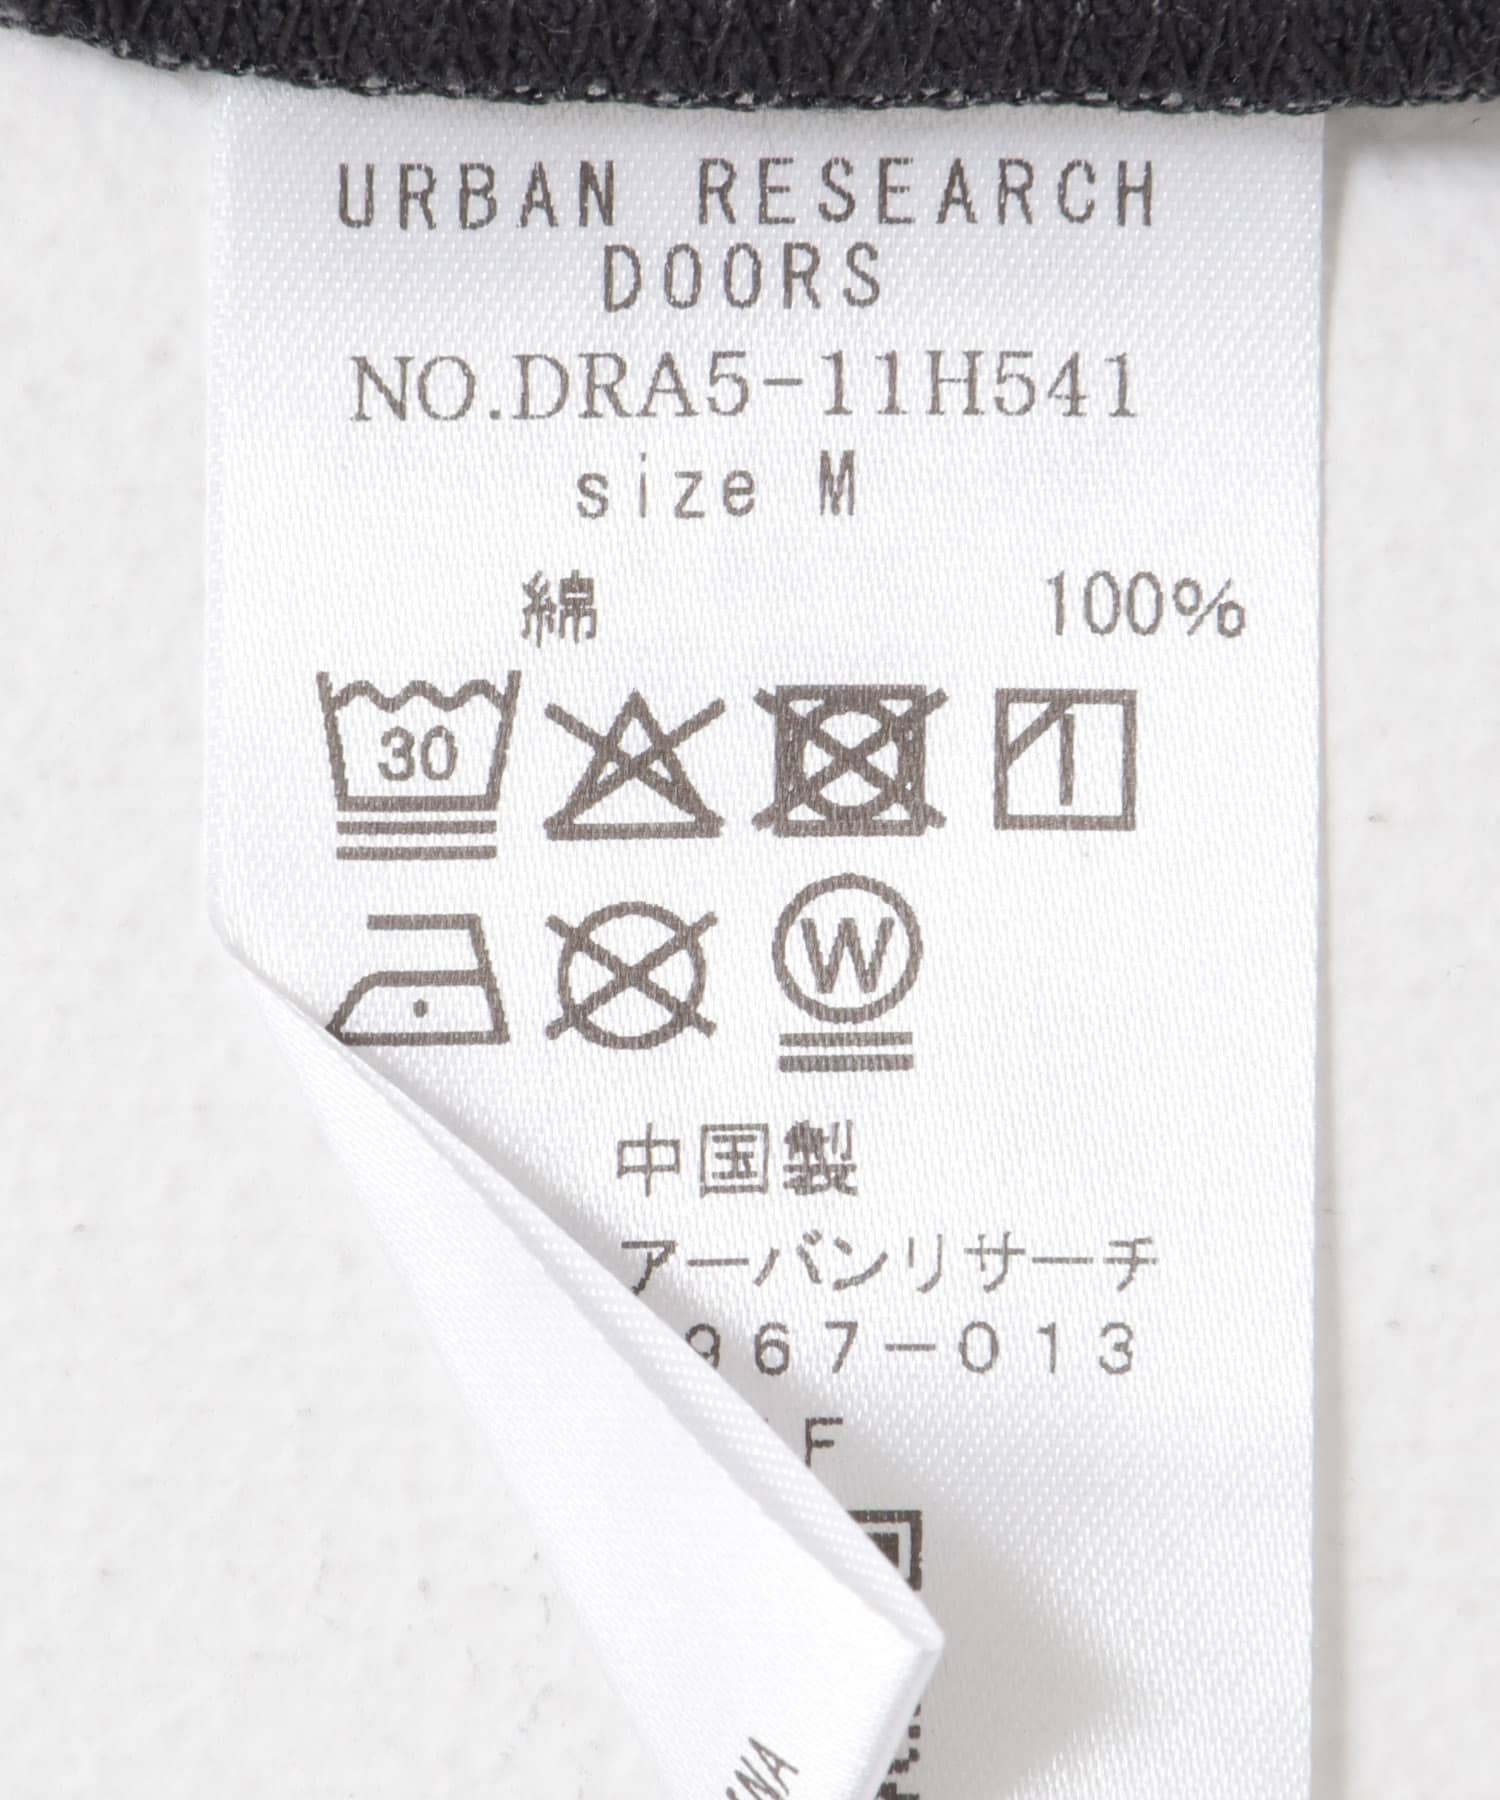 URBAN RESEARCH
DOORS
NO.DRA5-11H541
size M
綿 100%
30
W
中国製
アーバンリサーチ
967-013
F